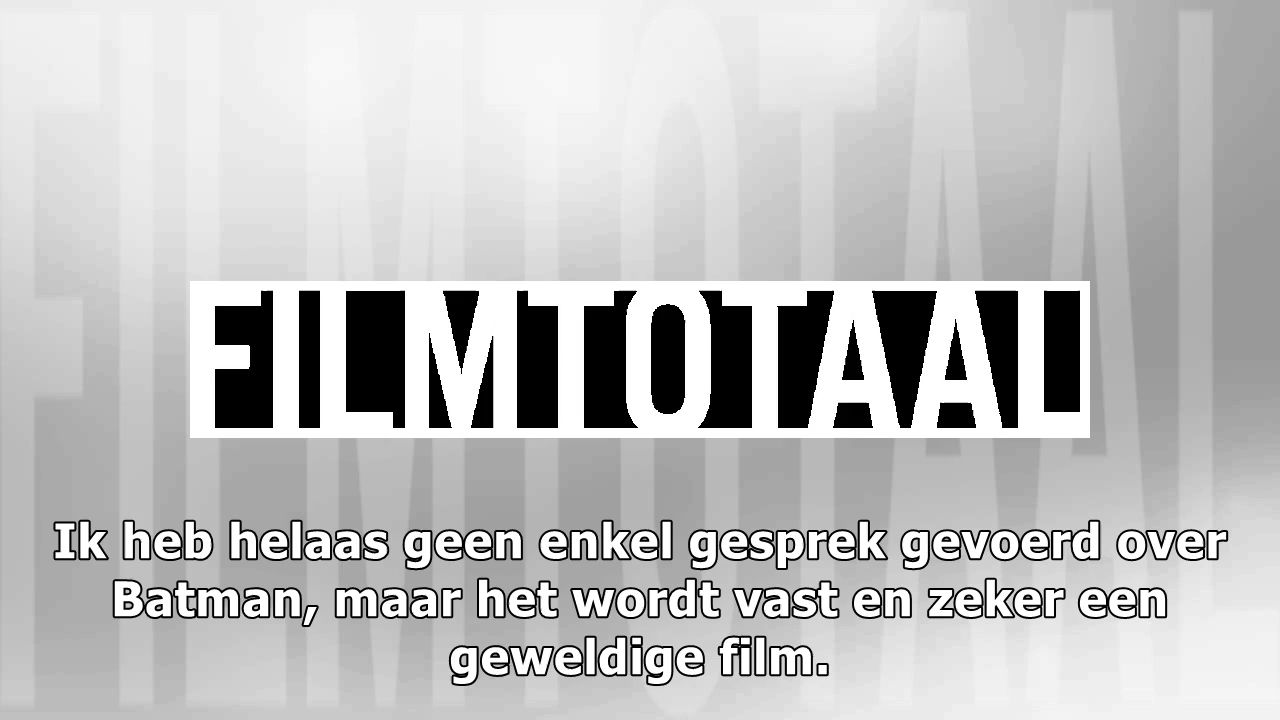 FILMTOTAAL
FILMTOTAAL
Ik heb helaas geen enkel gesprek gevoerd over
Batman, maar het wordt vast en zeker een
geweldige film.